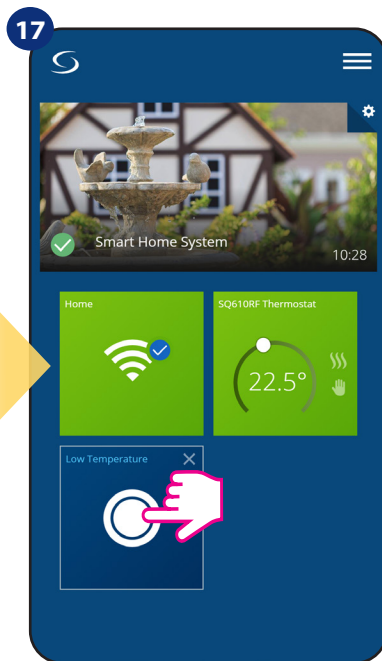 17
Smart Home System
10:28
Home
SQ610RF Thermostat
22.5°
Low Temperature